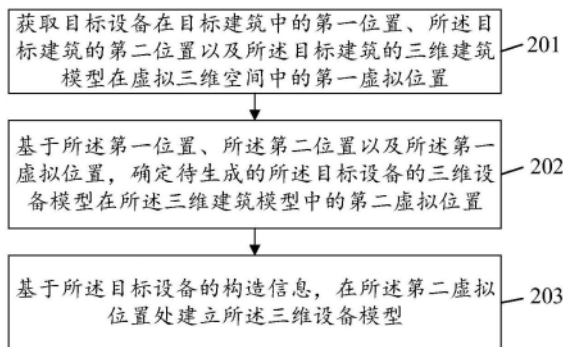 获取目标设备在目标建筑中的第一位置、所述目
标建筑的第二位置以及所述目标建筑的三维建筑
模型在虚拟三维空间中的第一虚拟位置
201
基于所述第一位置、所述第二位置以及所述第一
虚拟位置，确定待生成的所述目标设备的三维设
备模型在所述三维建筑模型中的第二虚拟位置
202
基于所述目标设备的构造信息，在所述第二虚拟
位置处建立所述三维设备模型
203